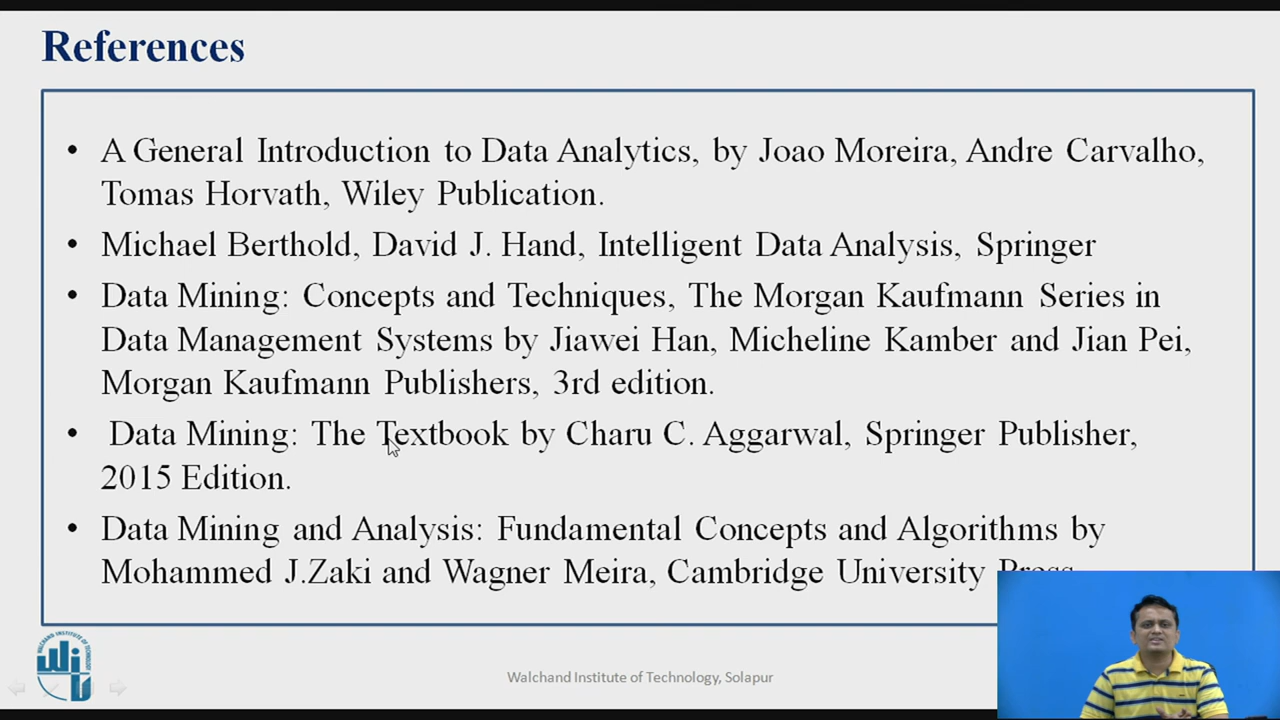 References
• A General Introduction to Data Analytics, by Joao Moreira, Andre Carvalho,
Tomas Horvath, Wiley Publication.
• Michael Berthold, David J. Hand, Intelligent Data Analysis, Springer
• Data Mining: Concepts and Techniques, The Morgan Kaufmann Series in
Data Management Systems by Jiawei Han, Micheline Kamber and Jian Pei,
Morgan Kaufmann Publishers, 3rd edition.
• Data Mining: The Textbook by Charu C. Aggarwal, Springer Publisher,
2015 Edition.
• Data Mining and Analysis: Fundamental Concepts and Algorithms by
Mohammed J.Zaki and Wagner Meira, Cambridge University Press
WALCHAND INSTITUTE OF TECHNOLOGY
Walchand Institute of Technology, Solapur